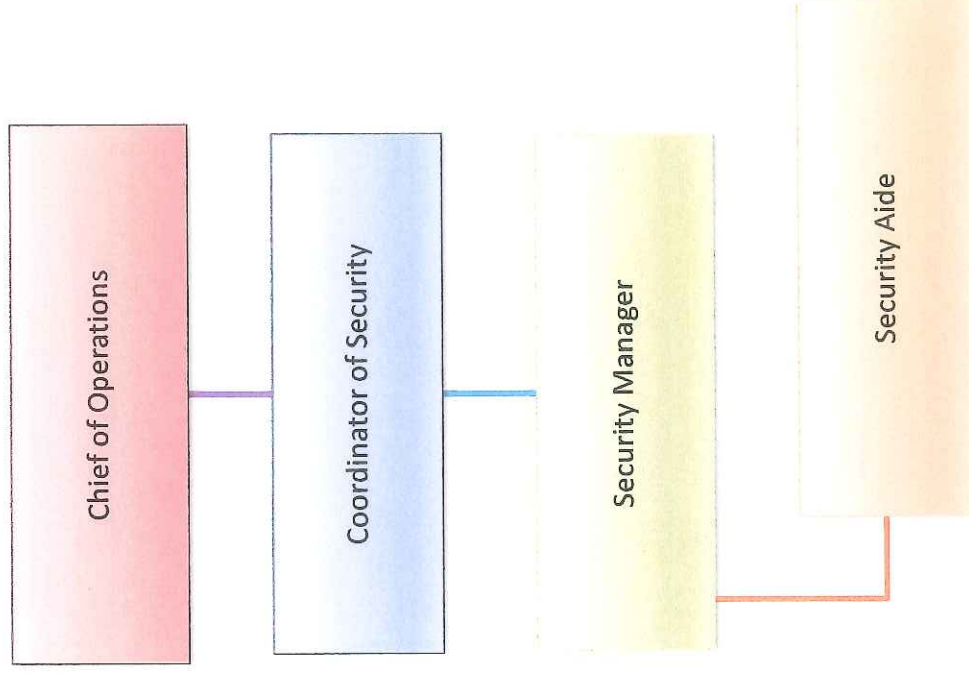 Chief of Operations
Coordinator of Security
Security Manager
Security Aide